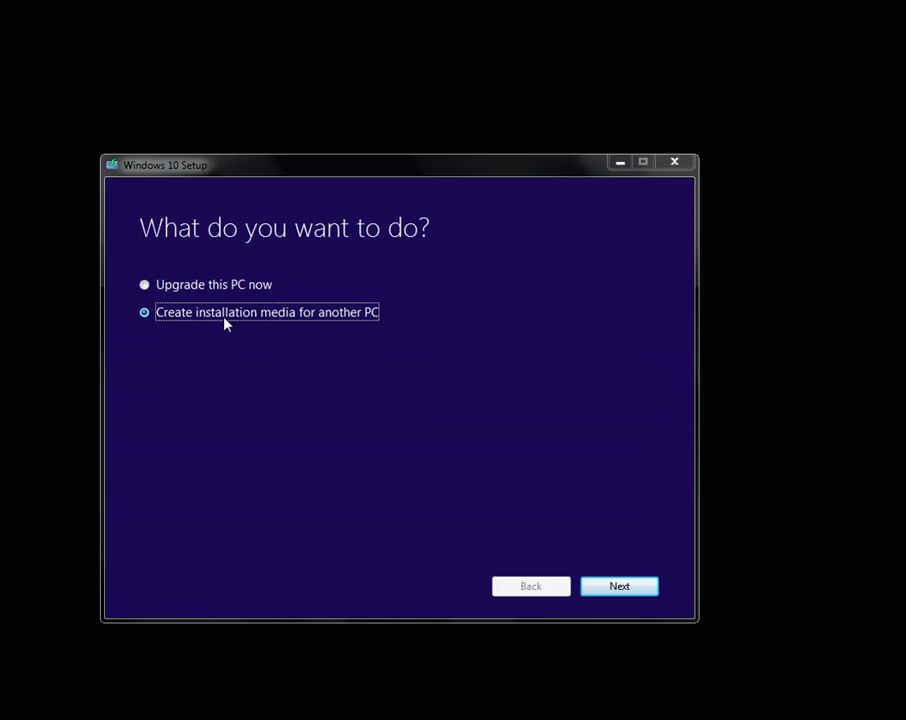 Windows 10 Setup
What do you want to do?
Upgrade this PC now
Create installation media for another PC
Back
Next